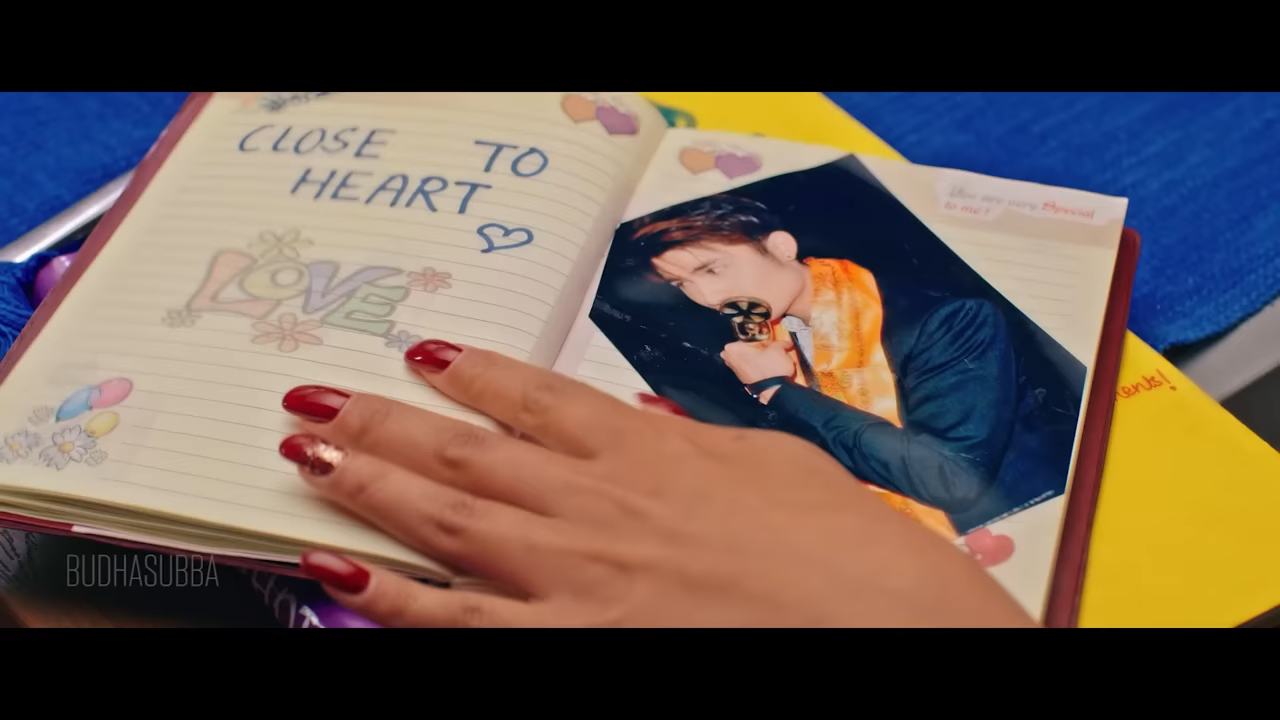 CLOSE TO
HEART
LOVE
You are very Special
to me!
BUDHASUBBA